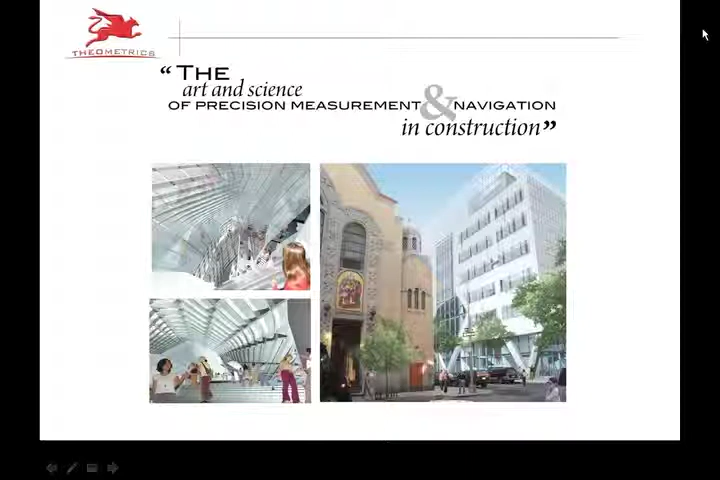 THEOMETRICS
“ THE
art and science
OF PRECISION MEASUREMENT & NAVIGATION
in construction”